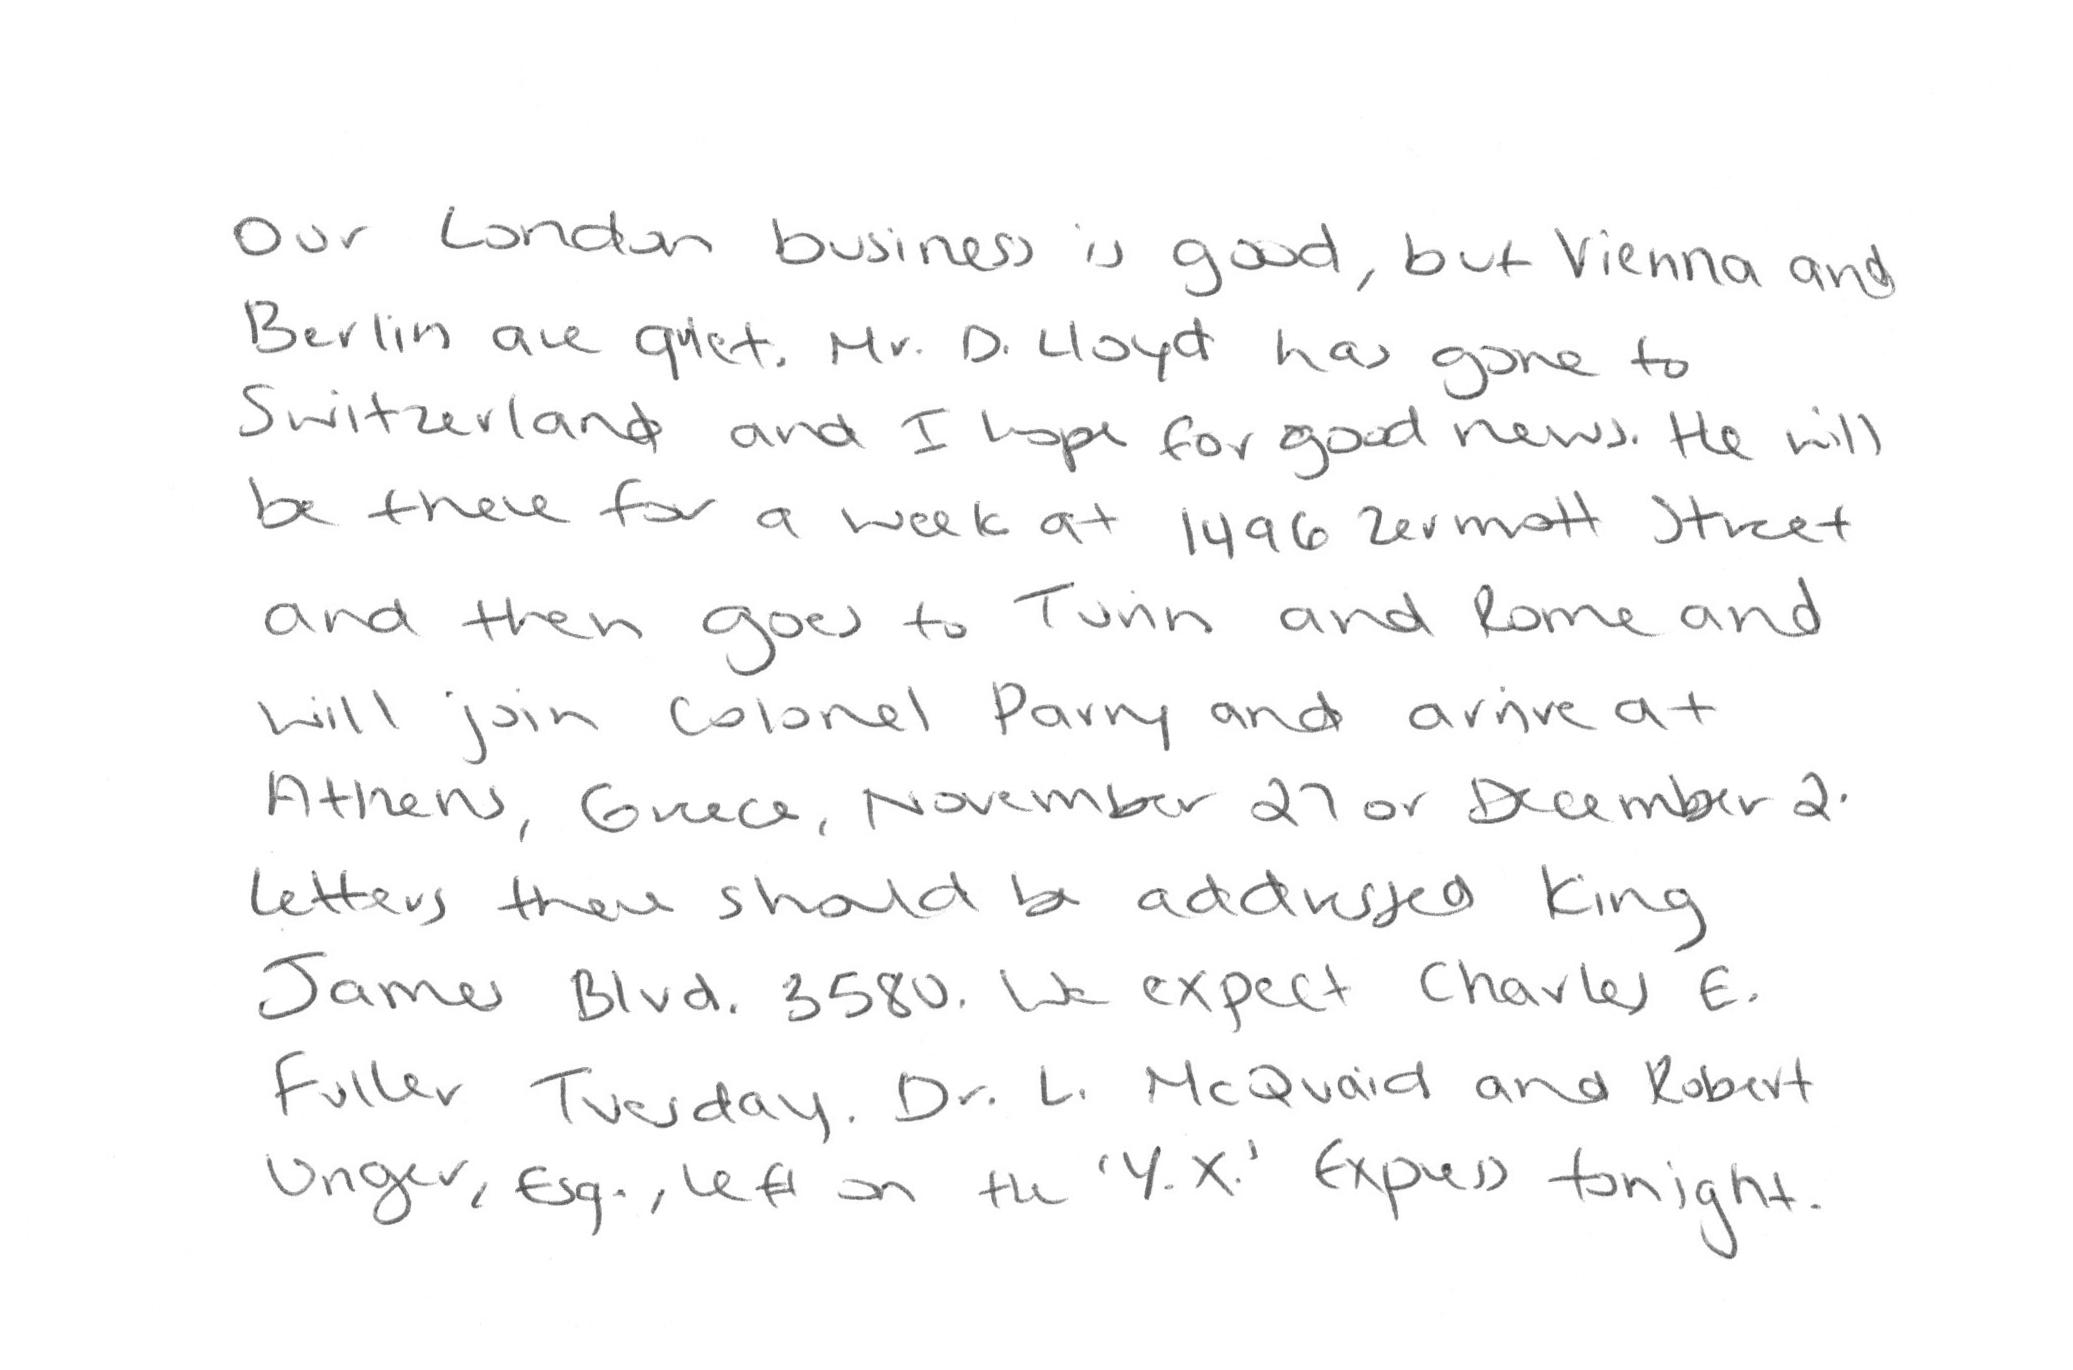 Our London business is good, but Vienna and
Berlin are quiet. Mr. D. Lloyd has gone to
Switzerland and I hope for good news. He will
be there for a week at 1496 Zermott Street
and then goes to Turin and Rome and
will join Colonel Parry and arrive at
Athens, Greece, November 27 or December 2.
Letters there should be addressed King
James Blvd. 3580. We expect Charles E.
Fuller Tuesday. Dr. L. McQuaid and Robert
Unger, Esq., left on the 'Y.X.' Express tonight.